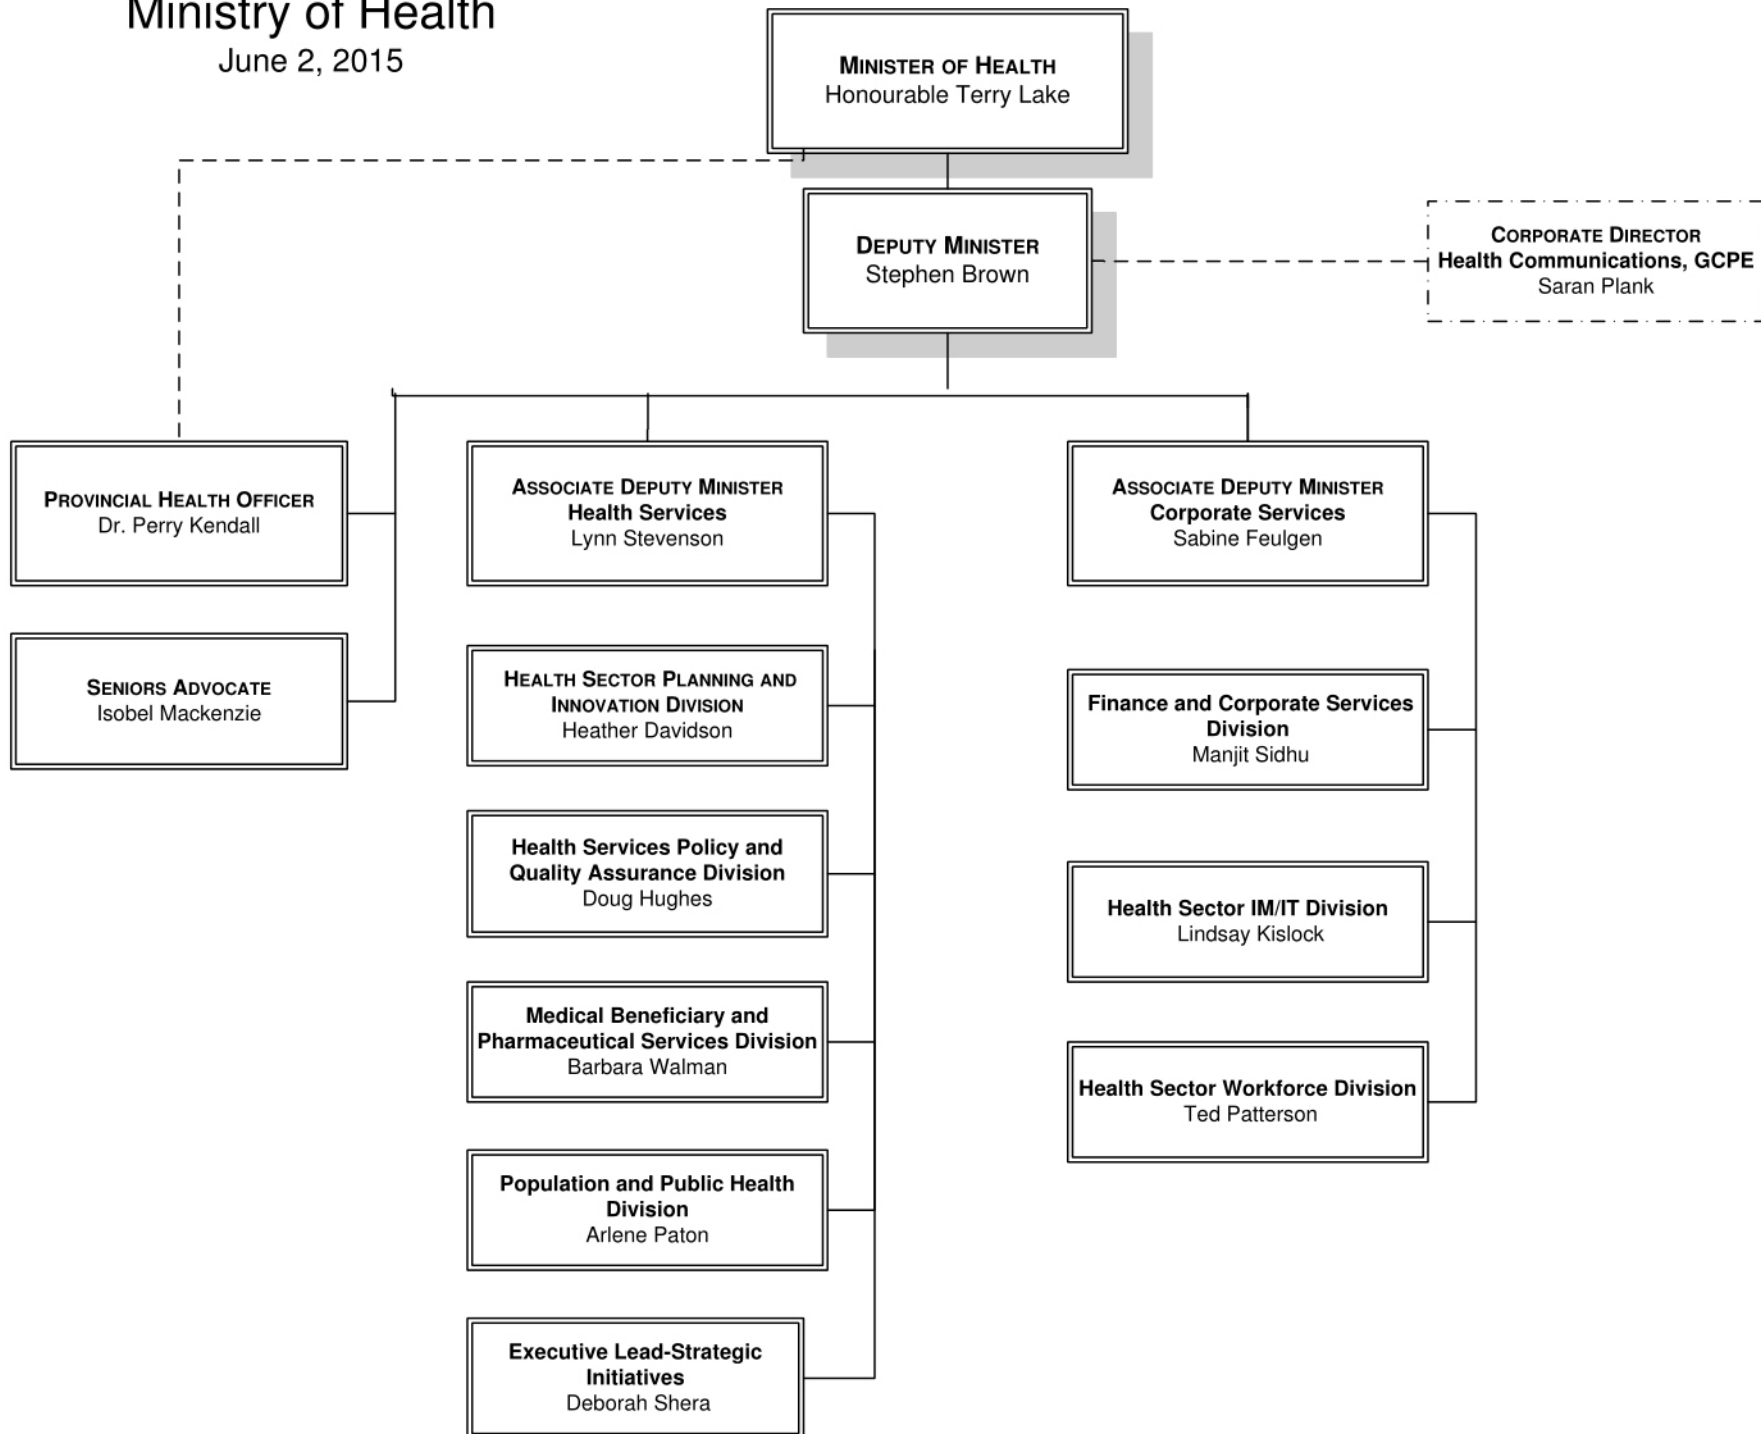 Ministry of Health
June 2, 2015
MINISTER OF HEALTH
Honourable Terry Lake
DEPUTY MINISTER
Stephen Brown
CORPORATE DIRECTOR
Health Communications, GCPE
Saran Plank
PROVINCIAL HEALTH OFFICER
Dr. Perry Kendall
SENIORS ADVOCATE
Isobel Mackenzie
ASSOCIATE DEPUTY MINISTER
Health Services
Lynn Stevenson
HEALTH SECTOR PLANNING AND
INNOVATION DIVISION
Heather Davidson
Health Services Policy and
Quality Assurance Division
Doug Hughes
Medical Beneficiary and
Pharmaceutical Services Division
Barbara Walman
Population and Public Health
Division
Arlene Paton
Executive Lead-Strategic
Initiatives
Deborah Shera
ASSOCIATE DEPUTY MINISTER
Corporate Services
Sabine Feulgen
Finance and Corporate Services
Division
Manjit Sidhu
Health Sector IM/IT Division
Lindsay Kislock
Health Sector Workforce Division
Ted Patterson